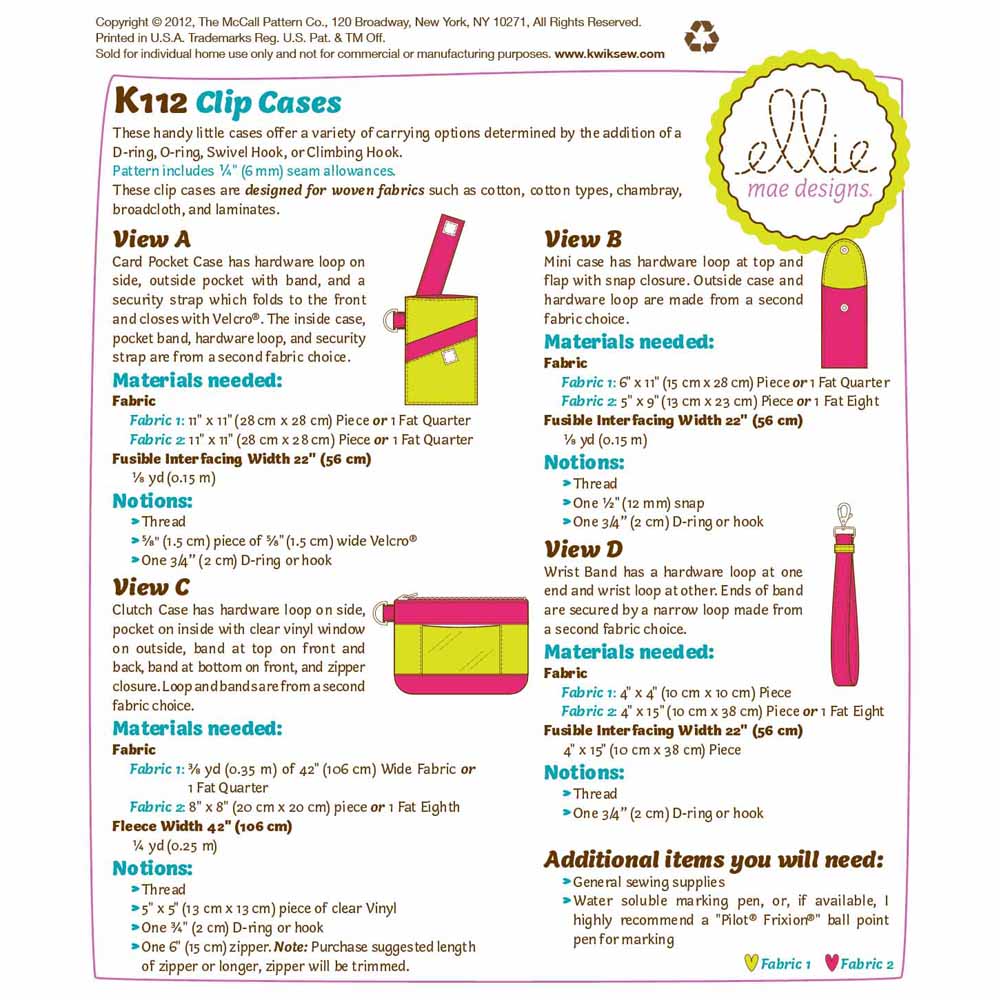 Copyright © 2012, The McCall Pattern Co., 120 Broadway, New York, NY 10271, All Rights Reserved.
Printed in U.S.A. Trademarks Reg. U.S. Pat. & TM Off.
Sold for individual home use only and not for commercial or manufacturing purposes. www.kwiksew.com
K112 Clip Cases
These handy little cases offer a variety of carrying options determined by the addition of a
D-ring, O-ring, Swivel Hook, or Climbing Hook.
Pattern includes ¼" (6 mm) seam allowances.
These clip cases are designed for woven fabrics such as cotton, cotton types, chambray,
broadcloth, and laminates.
ellie
mae designs.
View A
Card Pocket Case has hardware loop on
side, outside pocket with band, and a
security strap which folds to the front
and closes with Velcro®. The inside case,
pocket band, hardware loop, and security
strap are from a second fabric choice.
Materials needed:
Fabric
Fabric 1: 11" x 11" (28 cm x 28 cm) Piece or 1 Fat Quarter
Fabric 2: 11" x 11" (28 cm x 28 cm) Piece or 1 Fat Quarter
Fusible Interfacing Width 22" (56 cm)
⅛ yd (0.15 m)
Notions:
➤Thread
➤⅝" (1.5 cm) piece of ⅝" (1.5 cm) wide Velcro®
➤One 3/4" (2 cm) D-ring or hook
View C
Clutch Case has hardware loop on side,
pocket on inside with clear vinyl window
on outside, band at top on front and
back, band at bottom on front, and zipper
closure. Loop and bands are from a second
fabric choice.
Materials needed:
Fabric
Fabric 1: ⅜ yd (0.35 m) of 42" (106 cm) Wide Fabric or
1 Fat Quarter
Fabric 2: 8" x 8" (20 cm x 20 cm) piece or 1 Fat Eighth
Fleece Width 42" (106 cm)
¼ yd (0.25 m)
Notions:
➤Thread
➤5" x 5" (13 cm x 13 cm) piece of clear Vinyl
➤One ¾" (2 cm) D-ring or hook
➤One 6" (15 cm) zipper. Note: Purchase suggested length
of zipper or longer, zipper will be trimmed.
View B
Mini case has hardware loop at top and
flap with snap closure. Outside case and
hardware loop are made from a second
fabric choice.
Materials needed:
Fabric
Fabric 1: 6" x 11" (15 cm x 28 cm) Piece or 1 Fat Quarter
Fabric 2: 5" x 9" (13 cm x 23 cm) Piece or 1 Fat Eight
Fusible Interfacing Width 22" (56 cm)
⅛ yd (0.15 m)
Notions:
➤Thread
➤One ½" (12 mm) snap
➤One 3/4" (2 cm) D-ring or hook
View D
Wrist Band has a hardware loop at one
end and wrist loop at other. Ends of band
are secured by a narrow loop made from
a second fabric choice.
Materials needed:
Fabric
Fabric 1: 4" x 4" (10 cm x 10 cm) Piece
Fabric 2: 4" x 15" (10 cm x 38 cm) Piece or 1 Fat Eight
Fusible Interfacing Width 22" (56 cm)
4" x 15" (10 cm x 38 cm) Piece
Notions:
➤Thread
➤One 3/4" (2 cm) D-ring or hook
Additional items you will need:
➤General sewing supplies
➤Water soluble marking pen, or, if available, I
highly recommend a "Pilot® Frixion®" ball point
pen for marking
Fabric 1 Fabric 2